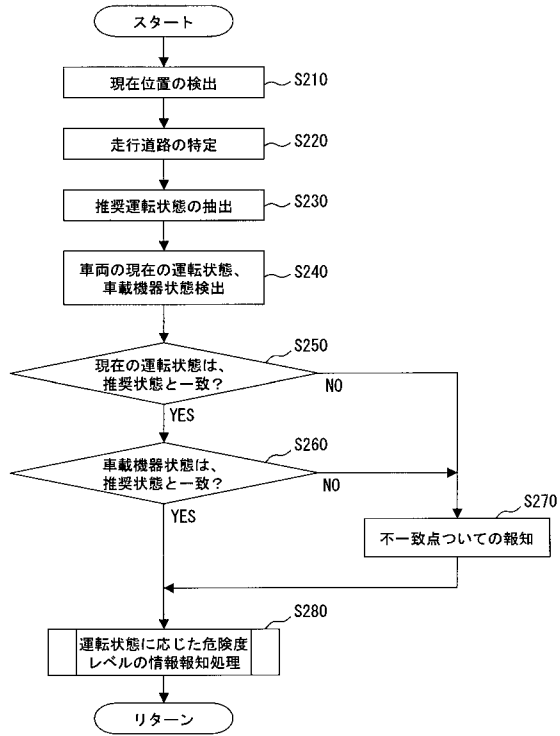 スタート
現在位置の検出
S210
走行道路の特定
S220
推奨運転状態の抽出
S230
車両の現在の運転状態、
車載機器状態検出
S240
S250
現在の運転状態は、
推奨状態と一致?
NO
YES
S260
車載機器状態は、
推奨状態と一致?
NO
YES
S270
不一致点ついての報知
S280
運転状態に応じた危険度
レベルの情報報知処理
リターン